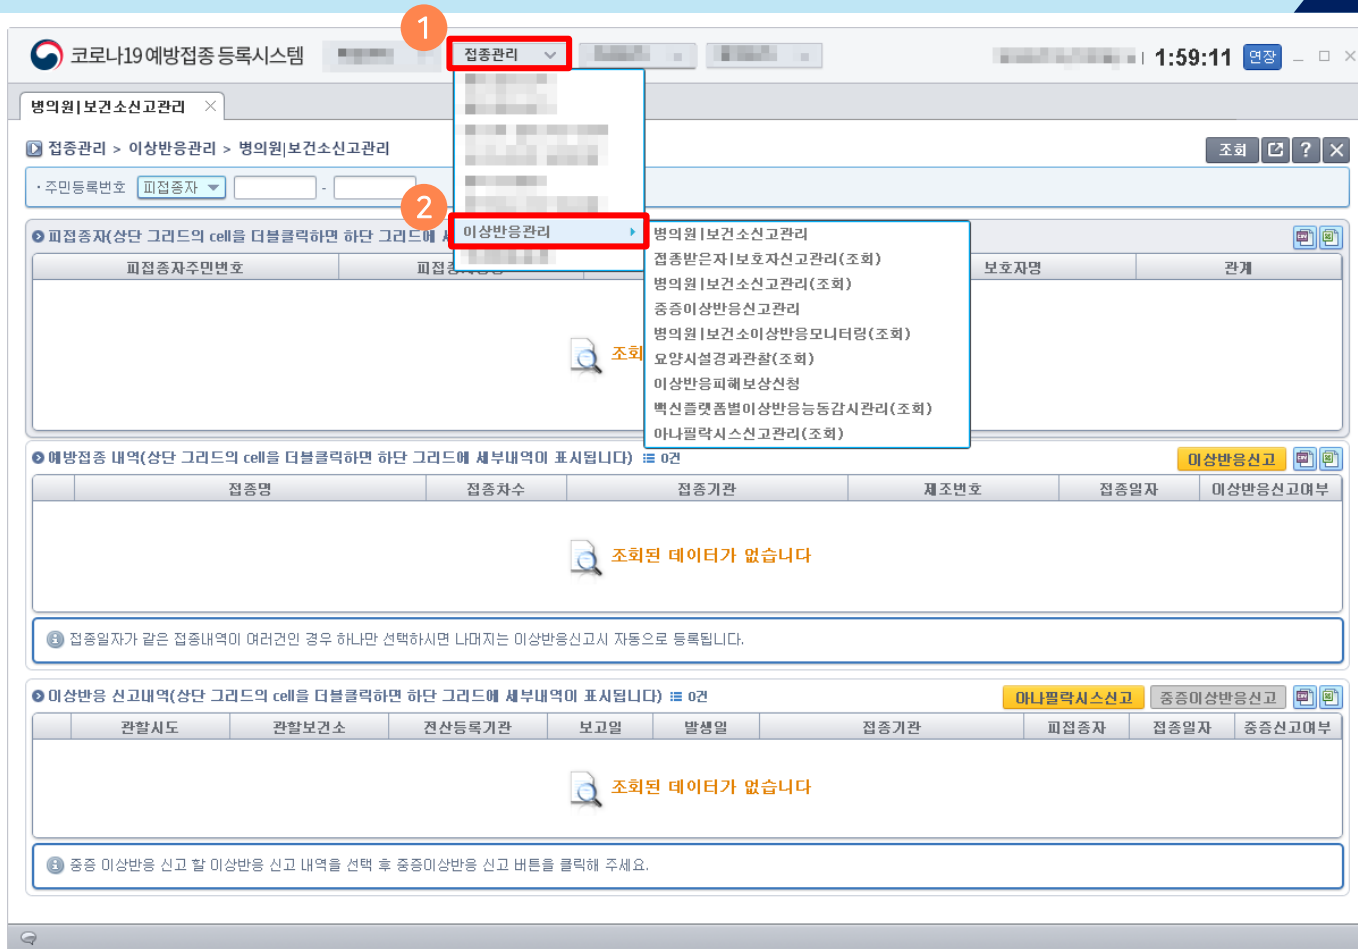 1
코로나19 예방접종 등록시스템
접종관리
1:59:11 연장
병의원|보건소신고관리
접종관리 > 이상반응관리 > 병의원|보건소신고관리
조회 ?
주민등록번호 피접종자 -
2
이상반응관리
병의원|보건소신고관리
접종받은자|보호자신고관리(조회)
병의원|보건소신고관리(조회)
중증이상반응신고관리
병의원|보건소이상반응모니터링(조회)
요양시설경과관찰(조회)
이상반응피해보상신청
백신플랫폼별이상반응능동감시관리(조회)
아나필락시스신고관리(조회)
피접종자(상단 그리드의 cell을 더블클릭하면 하단 그리드에
피접종자주민번호 보호자명 관계
조회
예방접종 내역(상단 그리드의 cell을 더블클릭하면 하단 그리드에 세부내역이 표시됩니다) 0건 이상반응신고
접종명 접종차수 접종기관 제조번호 접종일자 이상반응신고여부
조회된 데이터가 없습니다
접종일자가 같은 접종내역이 여러건인 경우 하나만 선택하시면 나머지는 이상반응신고시 자동으로 등록됩니다.
이상반응 신고내역(상단 그리드의 cell을 더블클릭하면 하단 그리드에 세부내역이 표시됩니다) 0건 아나필락시스신고 중증이상반응신고
관할시도 관할보건소 전산등록기관 보고일 발생일 접종기관 피접종자 접종일자 중증신고여부
조회된 데이터가 없습니다
중증 이상반응 신고 할 이상반응 신고 내역을 선택 후 중증이상반응 신고 버튼을 클릭해 주세요.